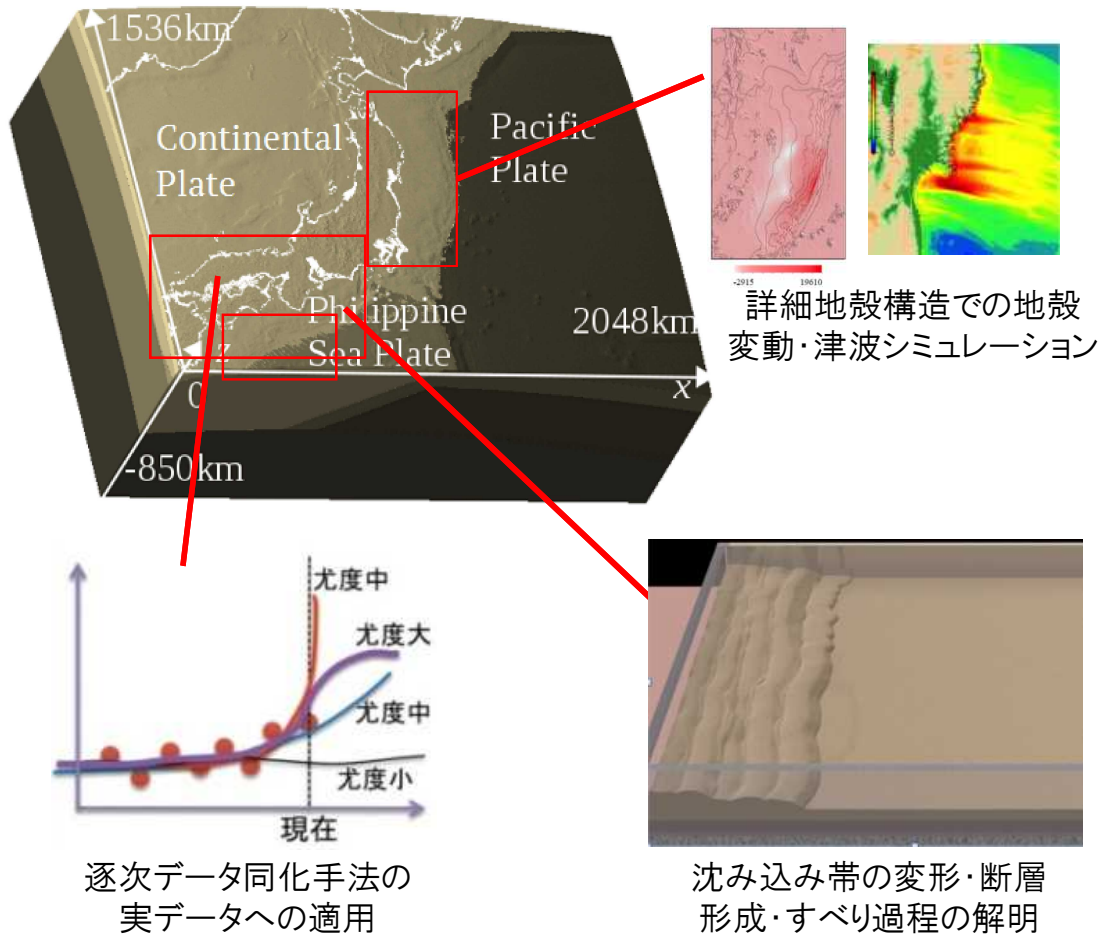 1536km
Continental
Plate
Pacific
Plate
Philippine
Sea Plate
2048km
z
0
x
-850km
-2915 19610
詳細地殻構造での地殻
変動・津波シミュレーション
尤度中
尤度大
尤度中
尤度小
現在
逐次データ同化手法の
実データへの適用
沈み込み帯の変形・断層
形成・すべり過程の解明